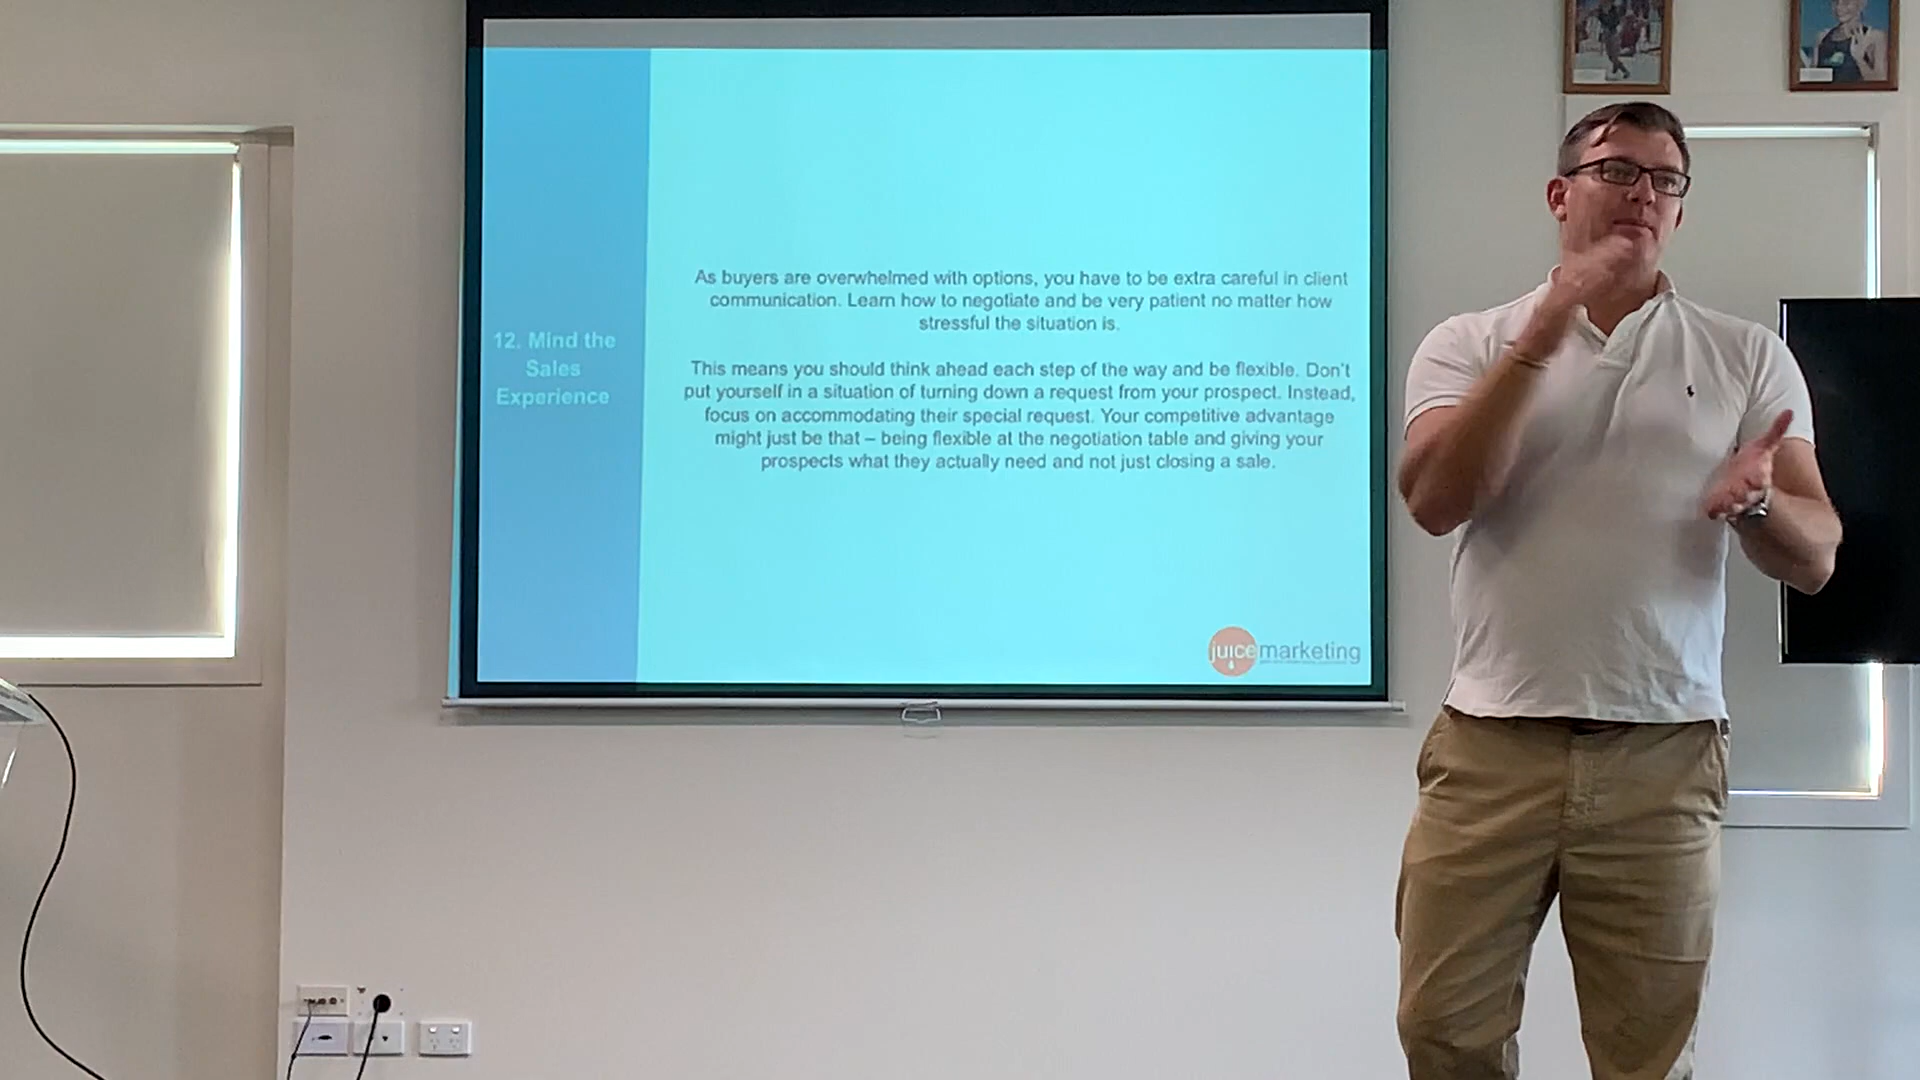 12. Mind the
Sales
Experience
As buyers are overwhelmed with options, you have to be extra careful in client
communication. Learn how to negotiate and be very patient no matter how
stressful the situation is.
This means you should think ahead each step of the way and be flexible. Don't
put yourself in a situation of turning down a request from your prospect. Instead,
focus on accommodating their special request. Your competitive advantage
might just be that – being flexible at the negotiation table and giving your
prospects what they actually need and not just closing a sale.
juicemarketing